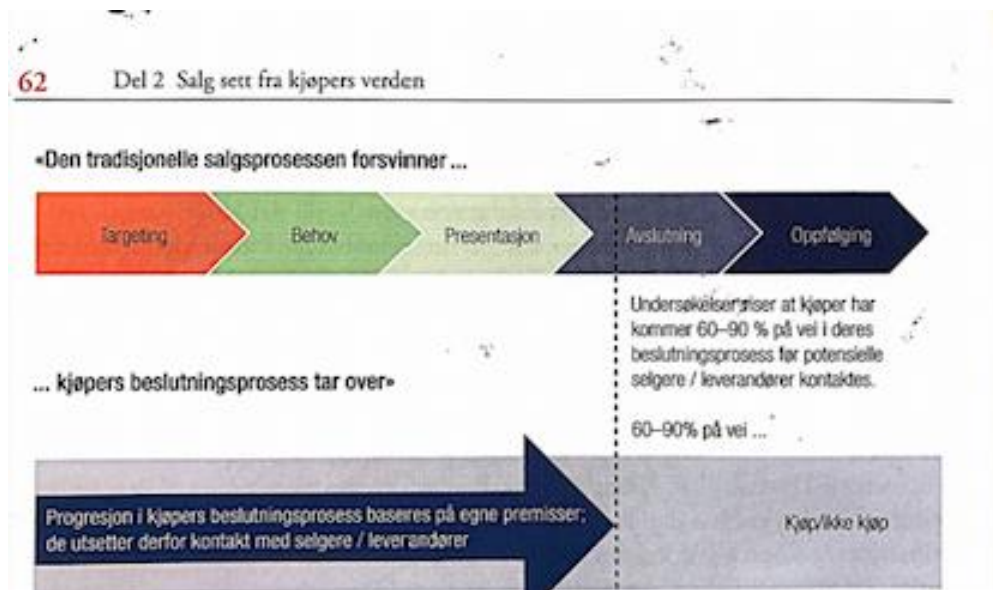 62 Del 2 Salg sett fra kjøpers verden
«Den tradisjonelle salgsprosessen forsvinner ...
Targeting
Behov
Presentasjon
Avslutning
Oppfølging
Undersøkelser viser at kjøper har
kommer 60–90 % på vei i deres
beslutningsprosess før potensielle
selgere / leverandører kontaktes.
... kjøpers beslutningsprosess tar over»
60–90% på vei ...
Progresjon i kjøpers beslutningsprosess baseres på egne premisser;
de utsetter derfor kontakt med selgere / leverandører
Kjøp/ikke kjøp